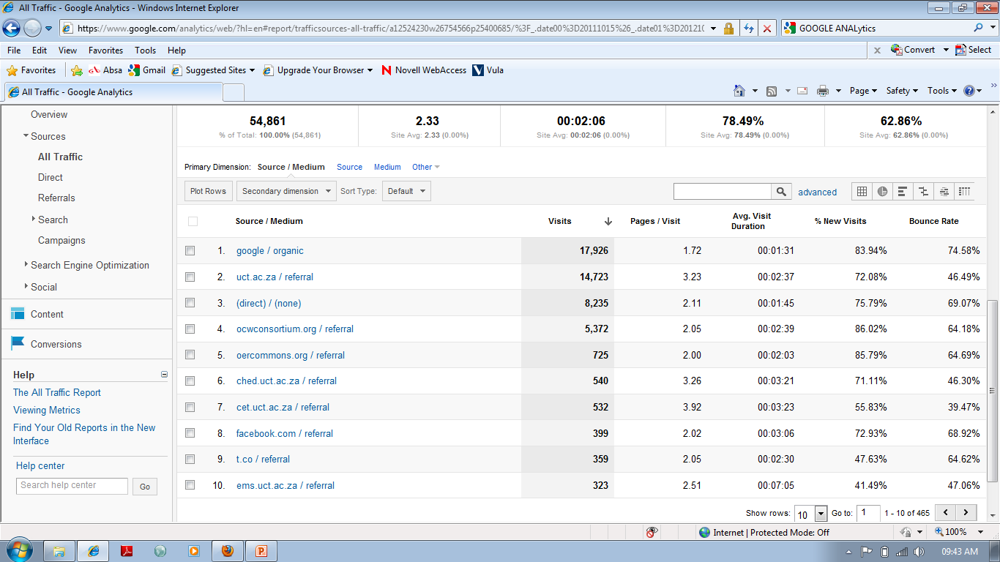 All Traffic - Google Analytics - Windows Internet Explorer
https://www.google.com/analytics/web/?hl=en#report/trafficsources-all-traffic/a12524230w26754566p25400685/%3F_.date00%3D20111015%26_.date01%3D201210
GOOGLE ANALytics
File Edit View Favorites Tools Help
x Convert Select
Favorites Absa Gmail Suggested Sites Upgrade Your Browser Novell WebAccess Vula
All Traffic - Google Analytics
Page Safety Tools
Overview
Sources
All Traffic
Direct
Referrals
Search
Campaigns
Search Engine Optimization
Social
Content
Conversions
Help
The All Traffic Report
Viewing Metrics
Find Your Old Reports in the New
Interface
Help center
Search help center Go
54,861 2.33 00:02:06 78.49% 62.86%
% of Total: 100.00% (54,861) Site Avg: 2.33 (0.00%) Site Avg: 00:02:06 (0.00%) Site Avg: 78.49% (0.00%) Site Avg: 62.86% (0.00%)
Primary Dimension: Source / Medium Source Medium Other
Plot Rows Secondary dimension Sort Type: Default advanced
Source / Medium Visits Pages / Visit Avg. Visit Duration % New Visits Bounce Rate
1. google / organic 17,926 1.72 00:01:31 83.94% 74.58%
2. uct.ac.za / referral 14,723 3.23 00:02:37 72.08% 46.49%
3. (direct) / (none) 8,235 2.11 00:01:45 75.79% 69.07%
4. ocwconsortium.org / referral 5,372 2.05 00:02:39 86.02% 64.18%
5. oercommons.org / referral 725 2.00 00:02:03 85.79% 64.69%
6. ched.uct.ac.za / referral 540 3.26 00:03:21 71.11% 46.30%
7. cet.uct.ac.za / referral 532 3.92 00:03:23 55.83% 39.47%
8. facebook.com / referral 399 2.02 00:03:06 72.93% 68.92%
9. t.co / referral 359 2.05 00:02:30 47.63% 64.62%
10. ems.uct.ac.za / referral 323 2.51 00:07:05 41.49% 47.06%
Show rows: 10 Go to: 1 1 - 10 of 465
Internet | Protected Mode: Off 100%
09:43 AM